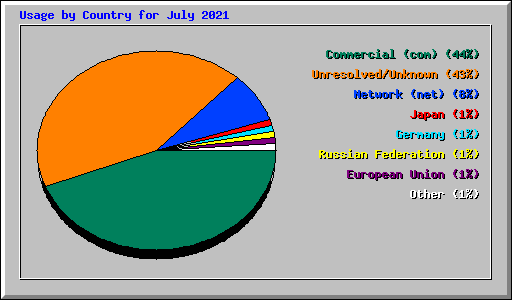 Usage by Country for July 2021
Commercial (com) (44%)
Unresolved/Unknown (43%)
Network (net) (8%)
Japan (1%)
Germany (1%)
Russian Federation (1%)
European Union (1%)
Other (1%)